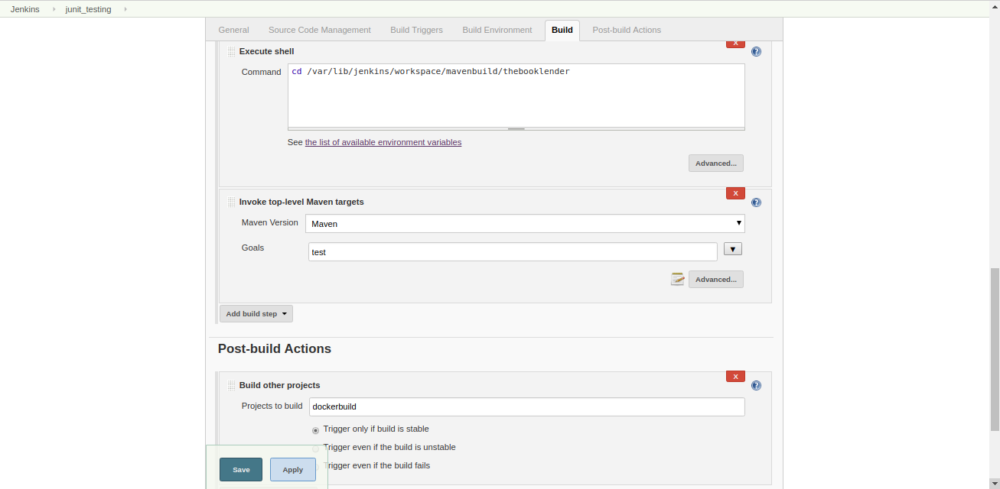 Jenkins junit_testing
General Source Code Management Build Triggers Build Environment Build Post-build Actions
X
Execute shell
Command cd /var/lib/jenkins/workspace/mavenbuild/thebooklender
See the list of available environment variables
Advanced...
X
Invoke top-level Maven targets
Maven Version Maven
Goals test
Advanced...
Add build step
Post-build Actions
X
Build other projects
Projects to build dockerbuild
Trigger only if build is stable
Trigger even if the build is unstable
Trigger even if the build fails
Save Apply